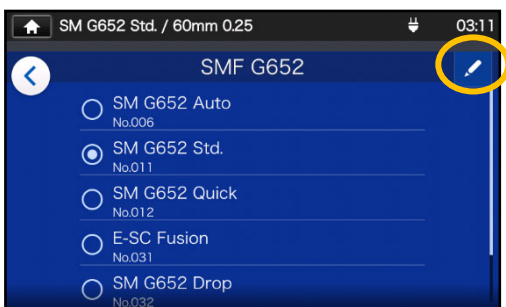 SM G652 Std. / 60mm 0.25 03:11
SMF G652
SM G652 Auto
No.006
SM G652 Std.
No.011
SM G652 Quick
No.012
E-SC Fusion
No.031
SM G652 Drop
No.032